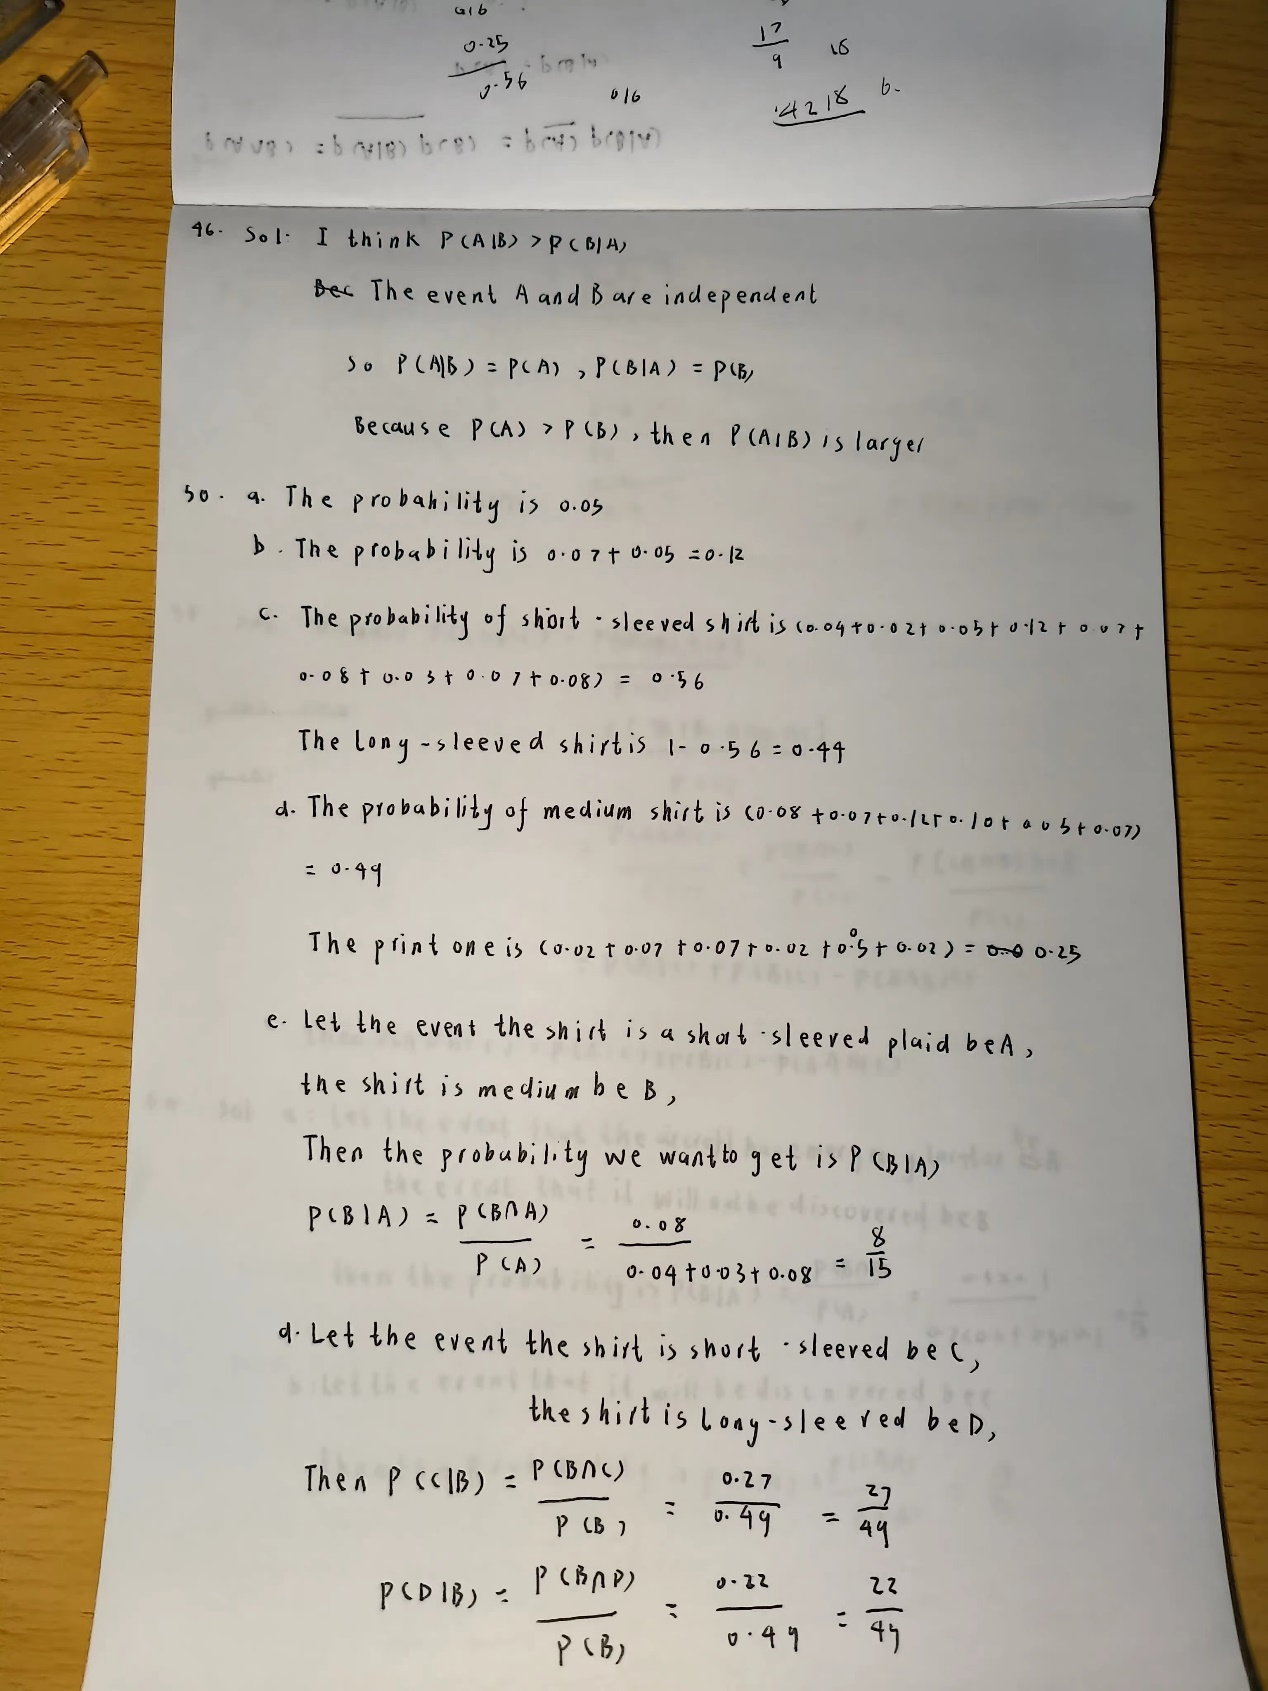 016
0.25
0.56
016
17
9
16
.4218
6.
46. Sol. I think P(A|B) > P(B|A)
The event A and B are independent
So P(A|B) = P(A) , P(B|A) = P(B)
Because P(A) > P(B) , then P(A|B) is larger
50. a. The probability is 0.05
b. The probability is 0.07 + 0.05 = 0.12
c. The probability of short-sleeved shirt is (0.04+0.02+0.05+0.12+0.07+
0.08+0.03+0.07+0.08) = 0.56
The Long-sleeved shirt is 1-0.56=0.44
d. The probability of medium shirt is (0.08+0.07+0.12+0.10+0.05+0.07)
= 0.49
The print one is (0.02+0.07+0.07+0.02+0.05+0.02) = 0.25
e. Let the event the shirt is a short-sleeved plaid be A,
the shirt is medium be B,
Then the probability we want to get is P(B|A)
P(B|A) = P(B∩A) / P(A) = 0.08 / 0.04+0.03+0.08 = 8/15
d. Let the event the shirt is short-sleeved be C,
the shirt is Long-sleeved be D,
Then P(C|B) = P(B∩C) / P(B) = 0.27 / 0.49 = 27/49
P(D|B) = P(B∩D) / P(B) = 0.22 / 0.49 = 22/49